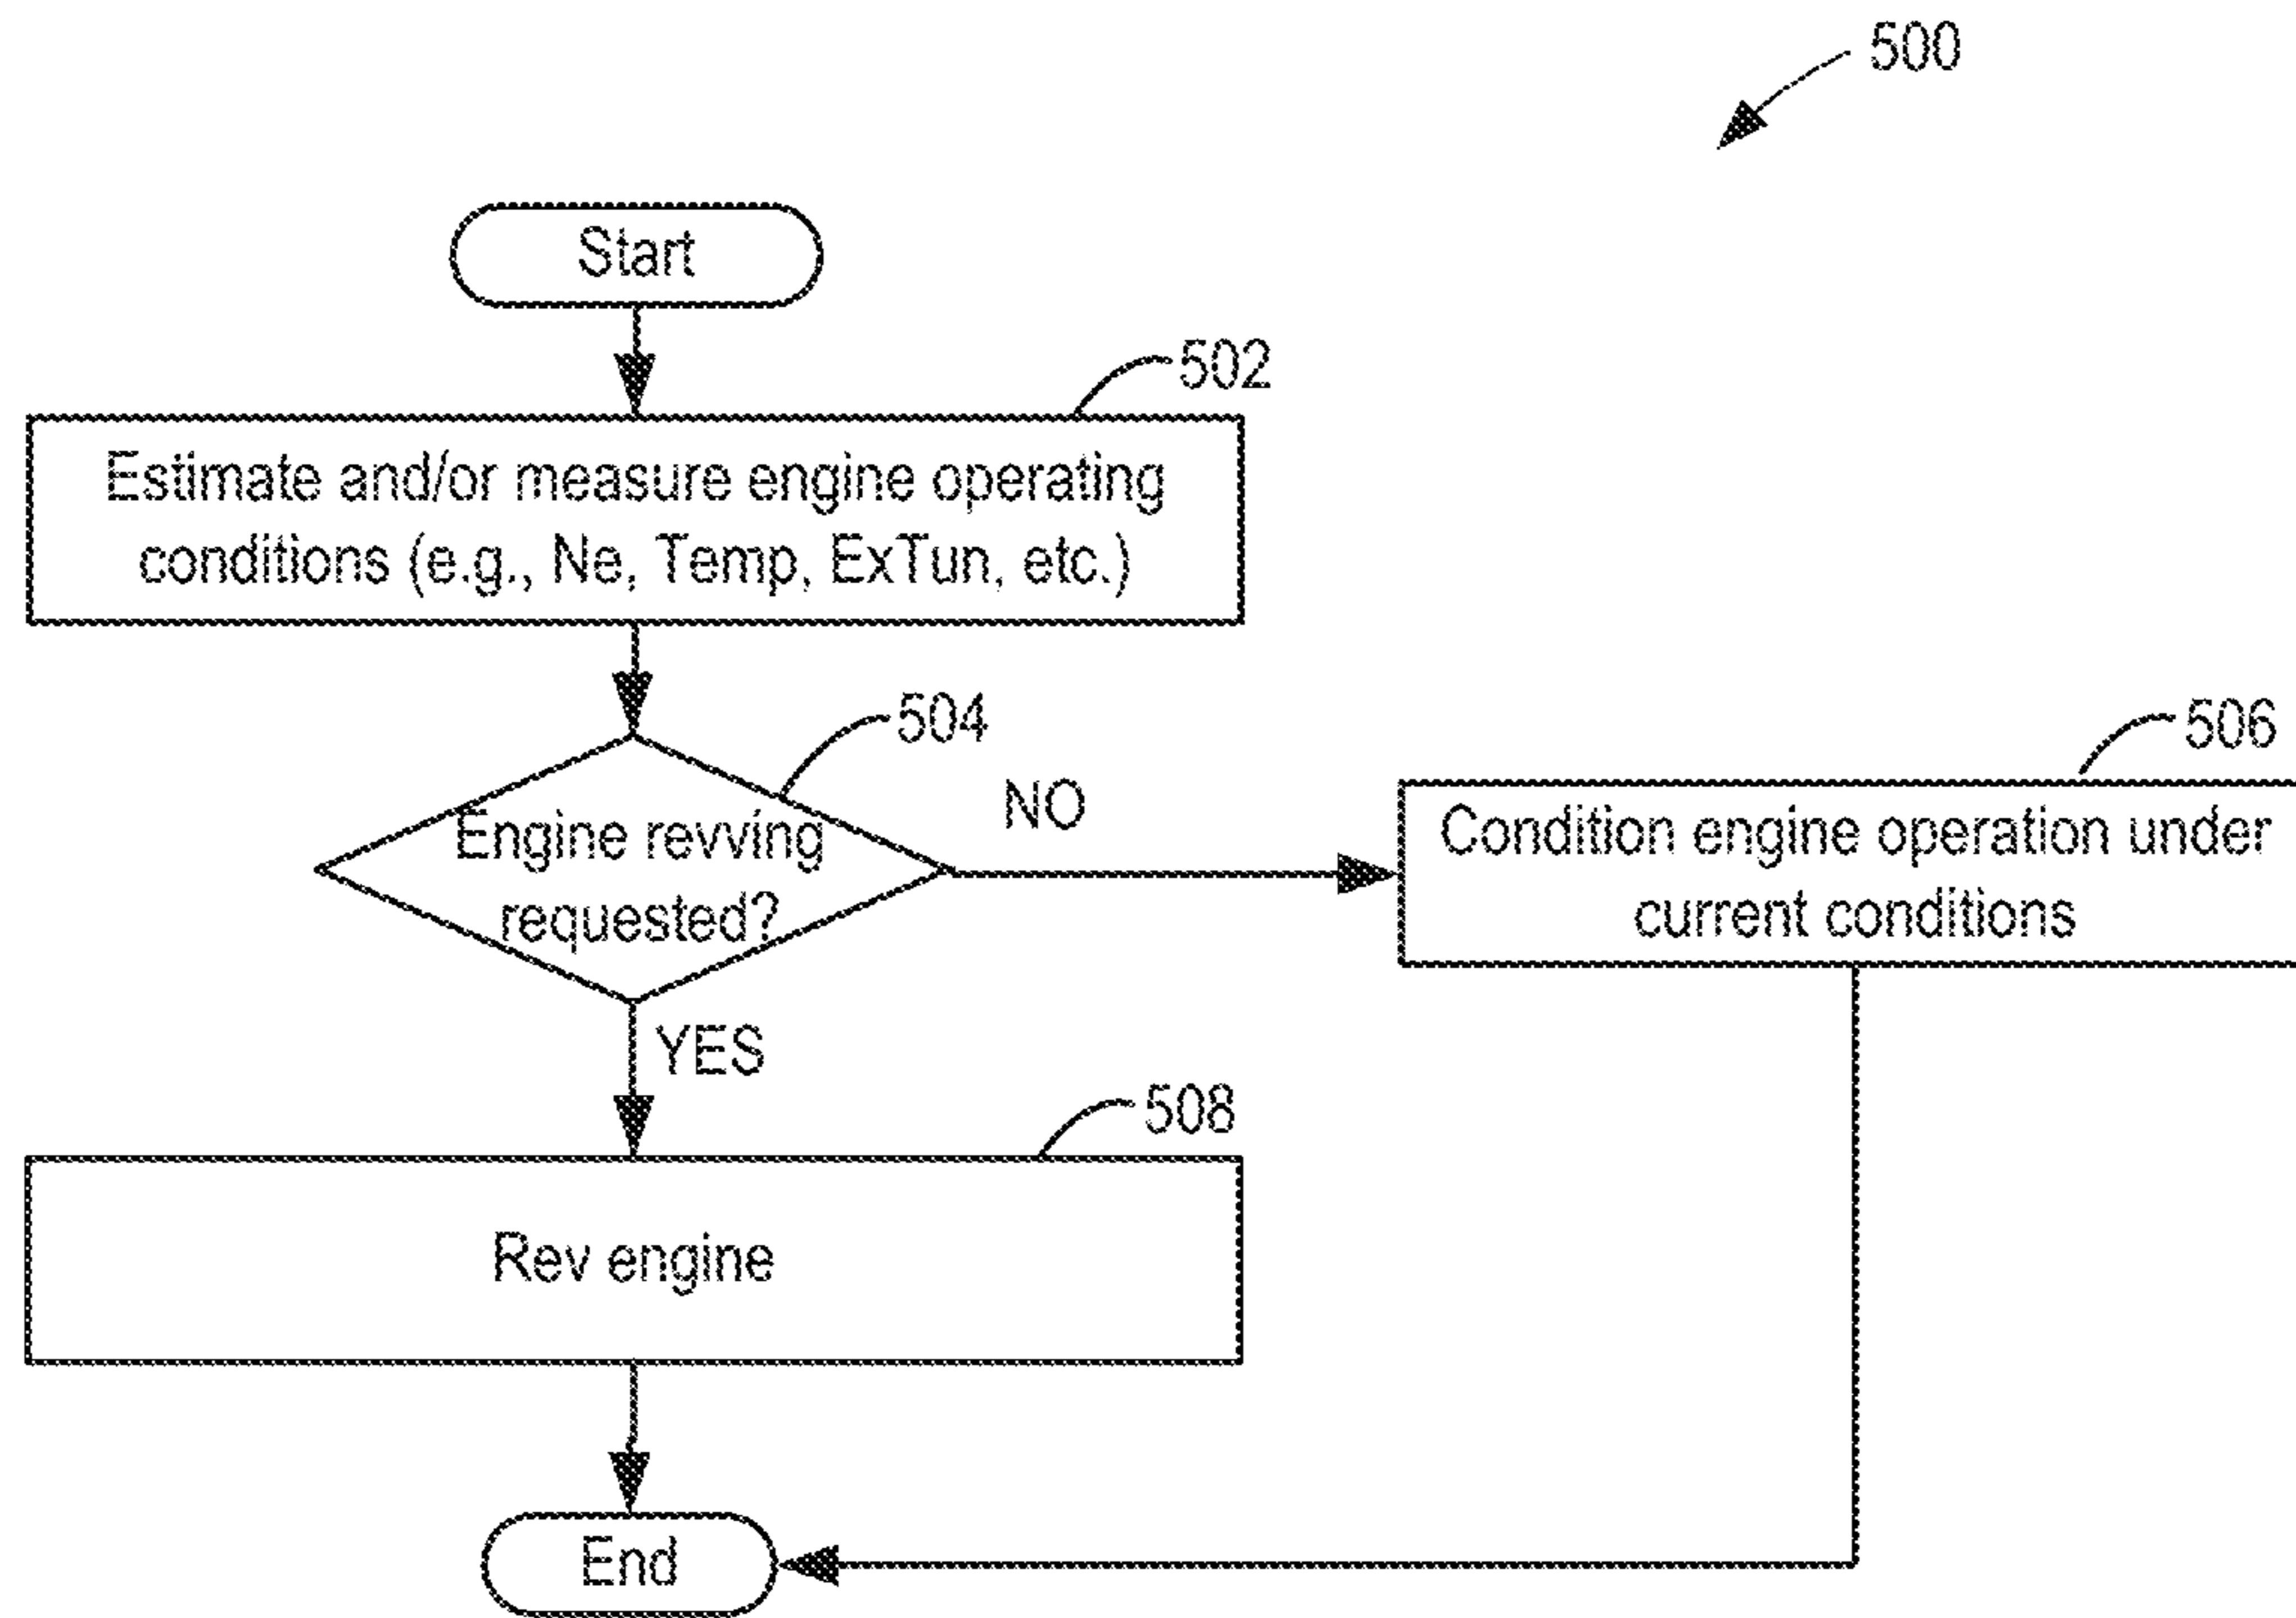 500
Start
502
Estimate and/or measure engine operating
conditions (e.g., Ne, Temp, ExTun, etc.)
504
Engine revving
requested?
NO
506
Condition engine operation under
current conditions
YES
508
Rev engine
End